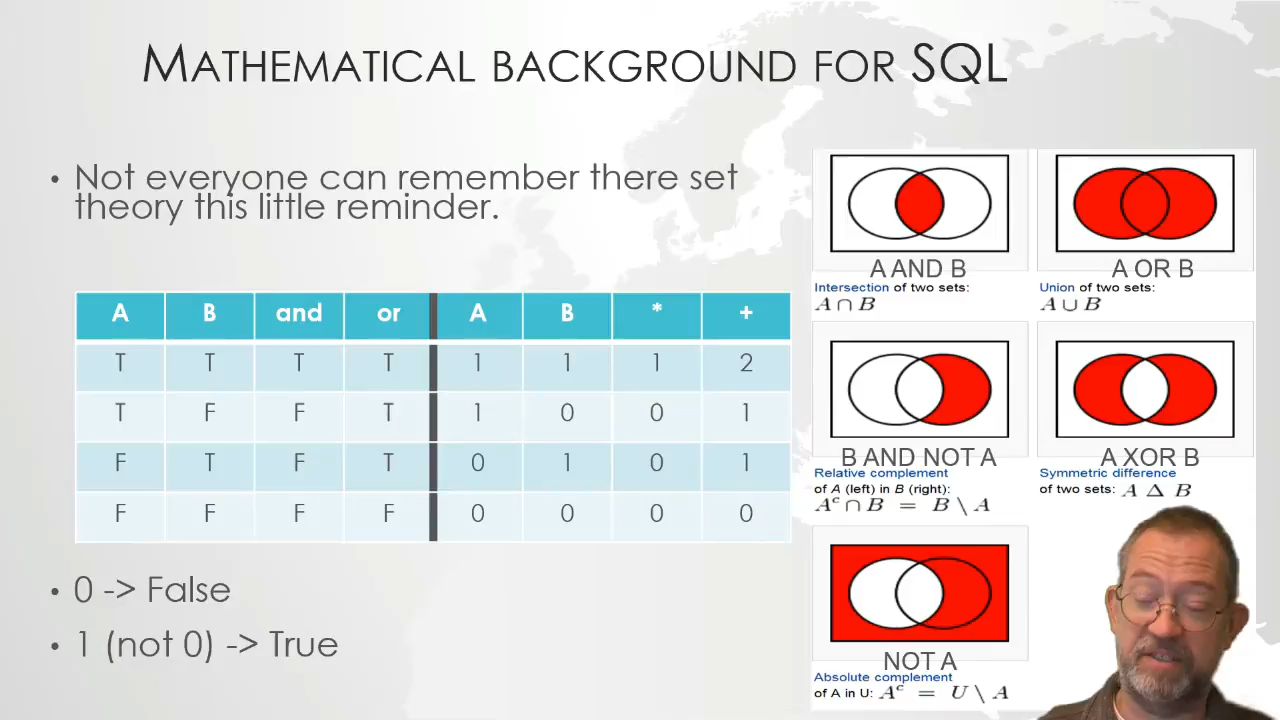 MATHEMATICAL BACKGROUND FOR SQL
• Not everyone can remember there set
theory this little reminder.
A B and or A B * +
T T T T 1 1 1 2
T F F T 1 0 0 1
F T F T 0 1 0 1
F F F F 0 0 0 0
• 0 -> False
• 1 (not 0) -> True
A AND B
Intersection of two sets:
A ∩ B
A OR B
Union of two sets:
A ∪ B
B AND NOT A
Relative complement
of A (left) in B (right):
Aᶜ ∩ B = B \ A
A XOR B
Symmetric difference
of two sets: A Δ B
NOT A
Absolute complement
of A in U: Aᶜ = U \ A